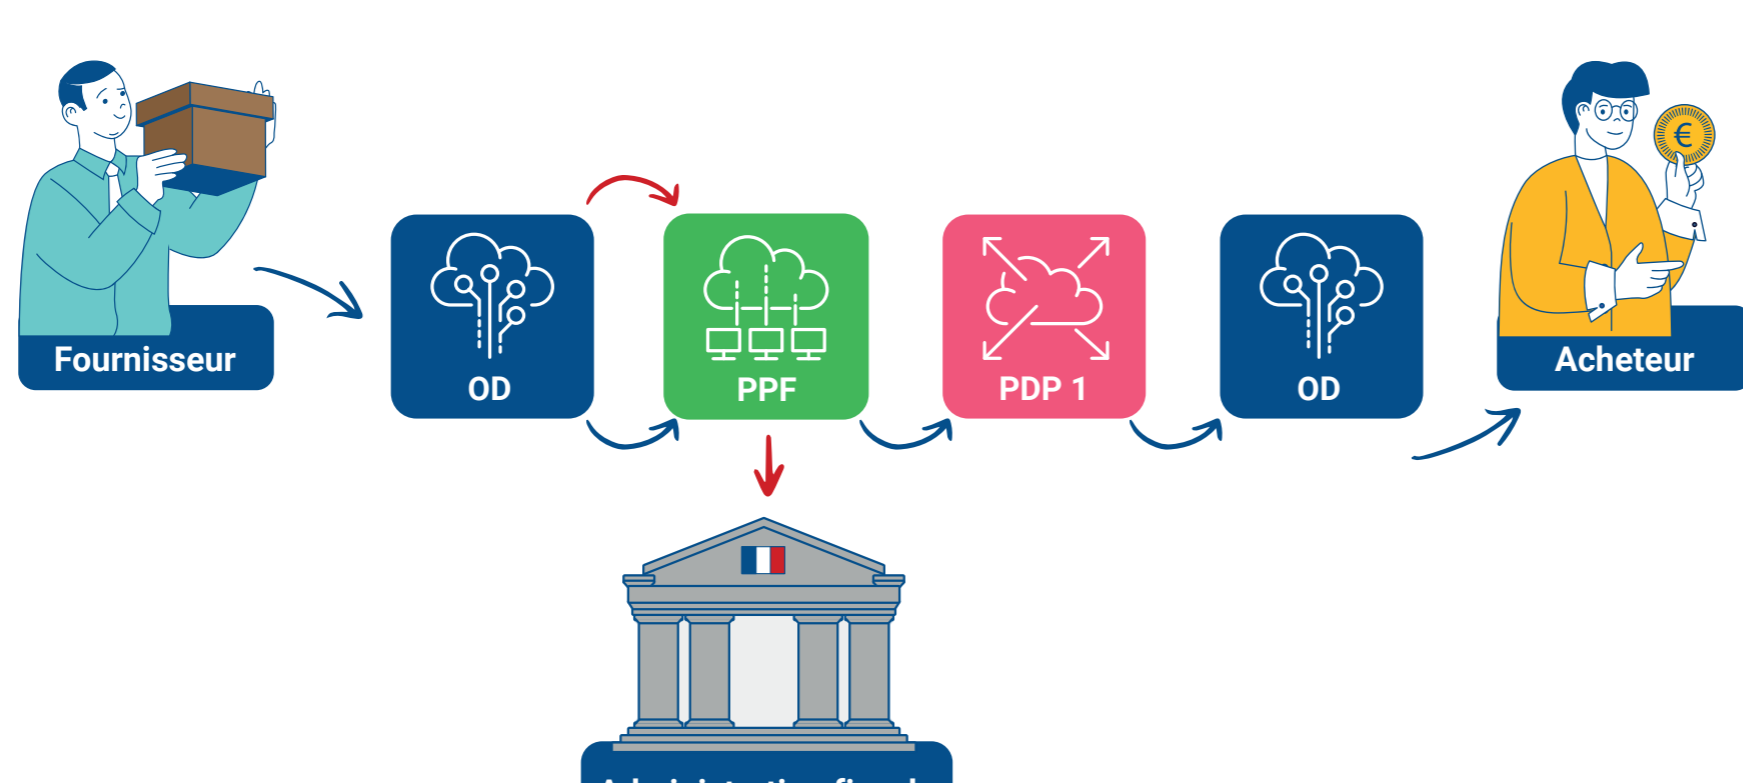 Fournisseur
OD
PPF
PDP 1
OD
Acheteur
€